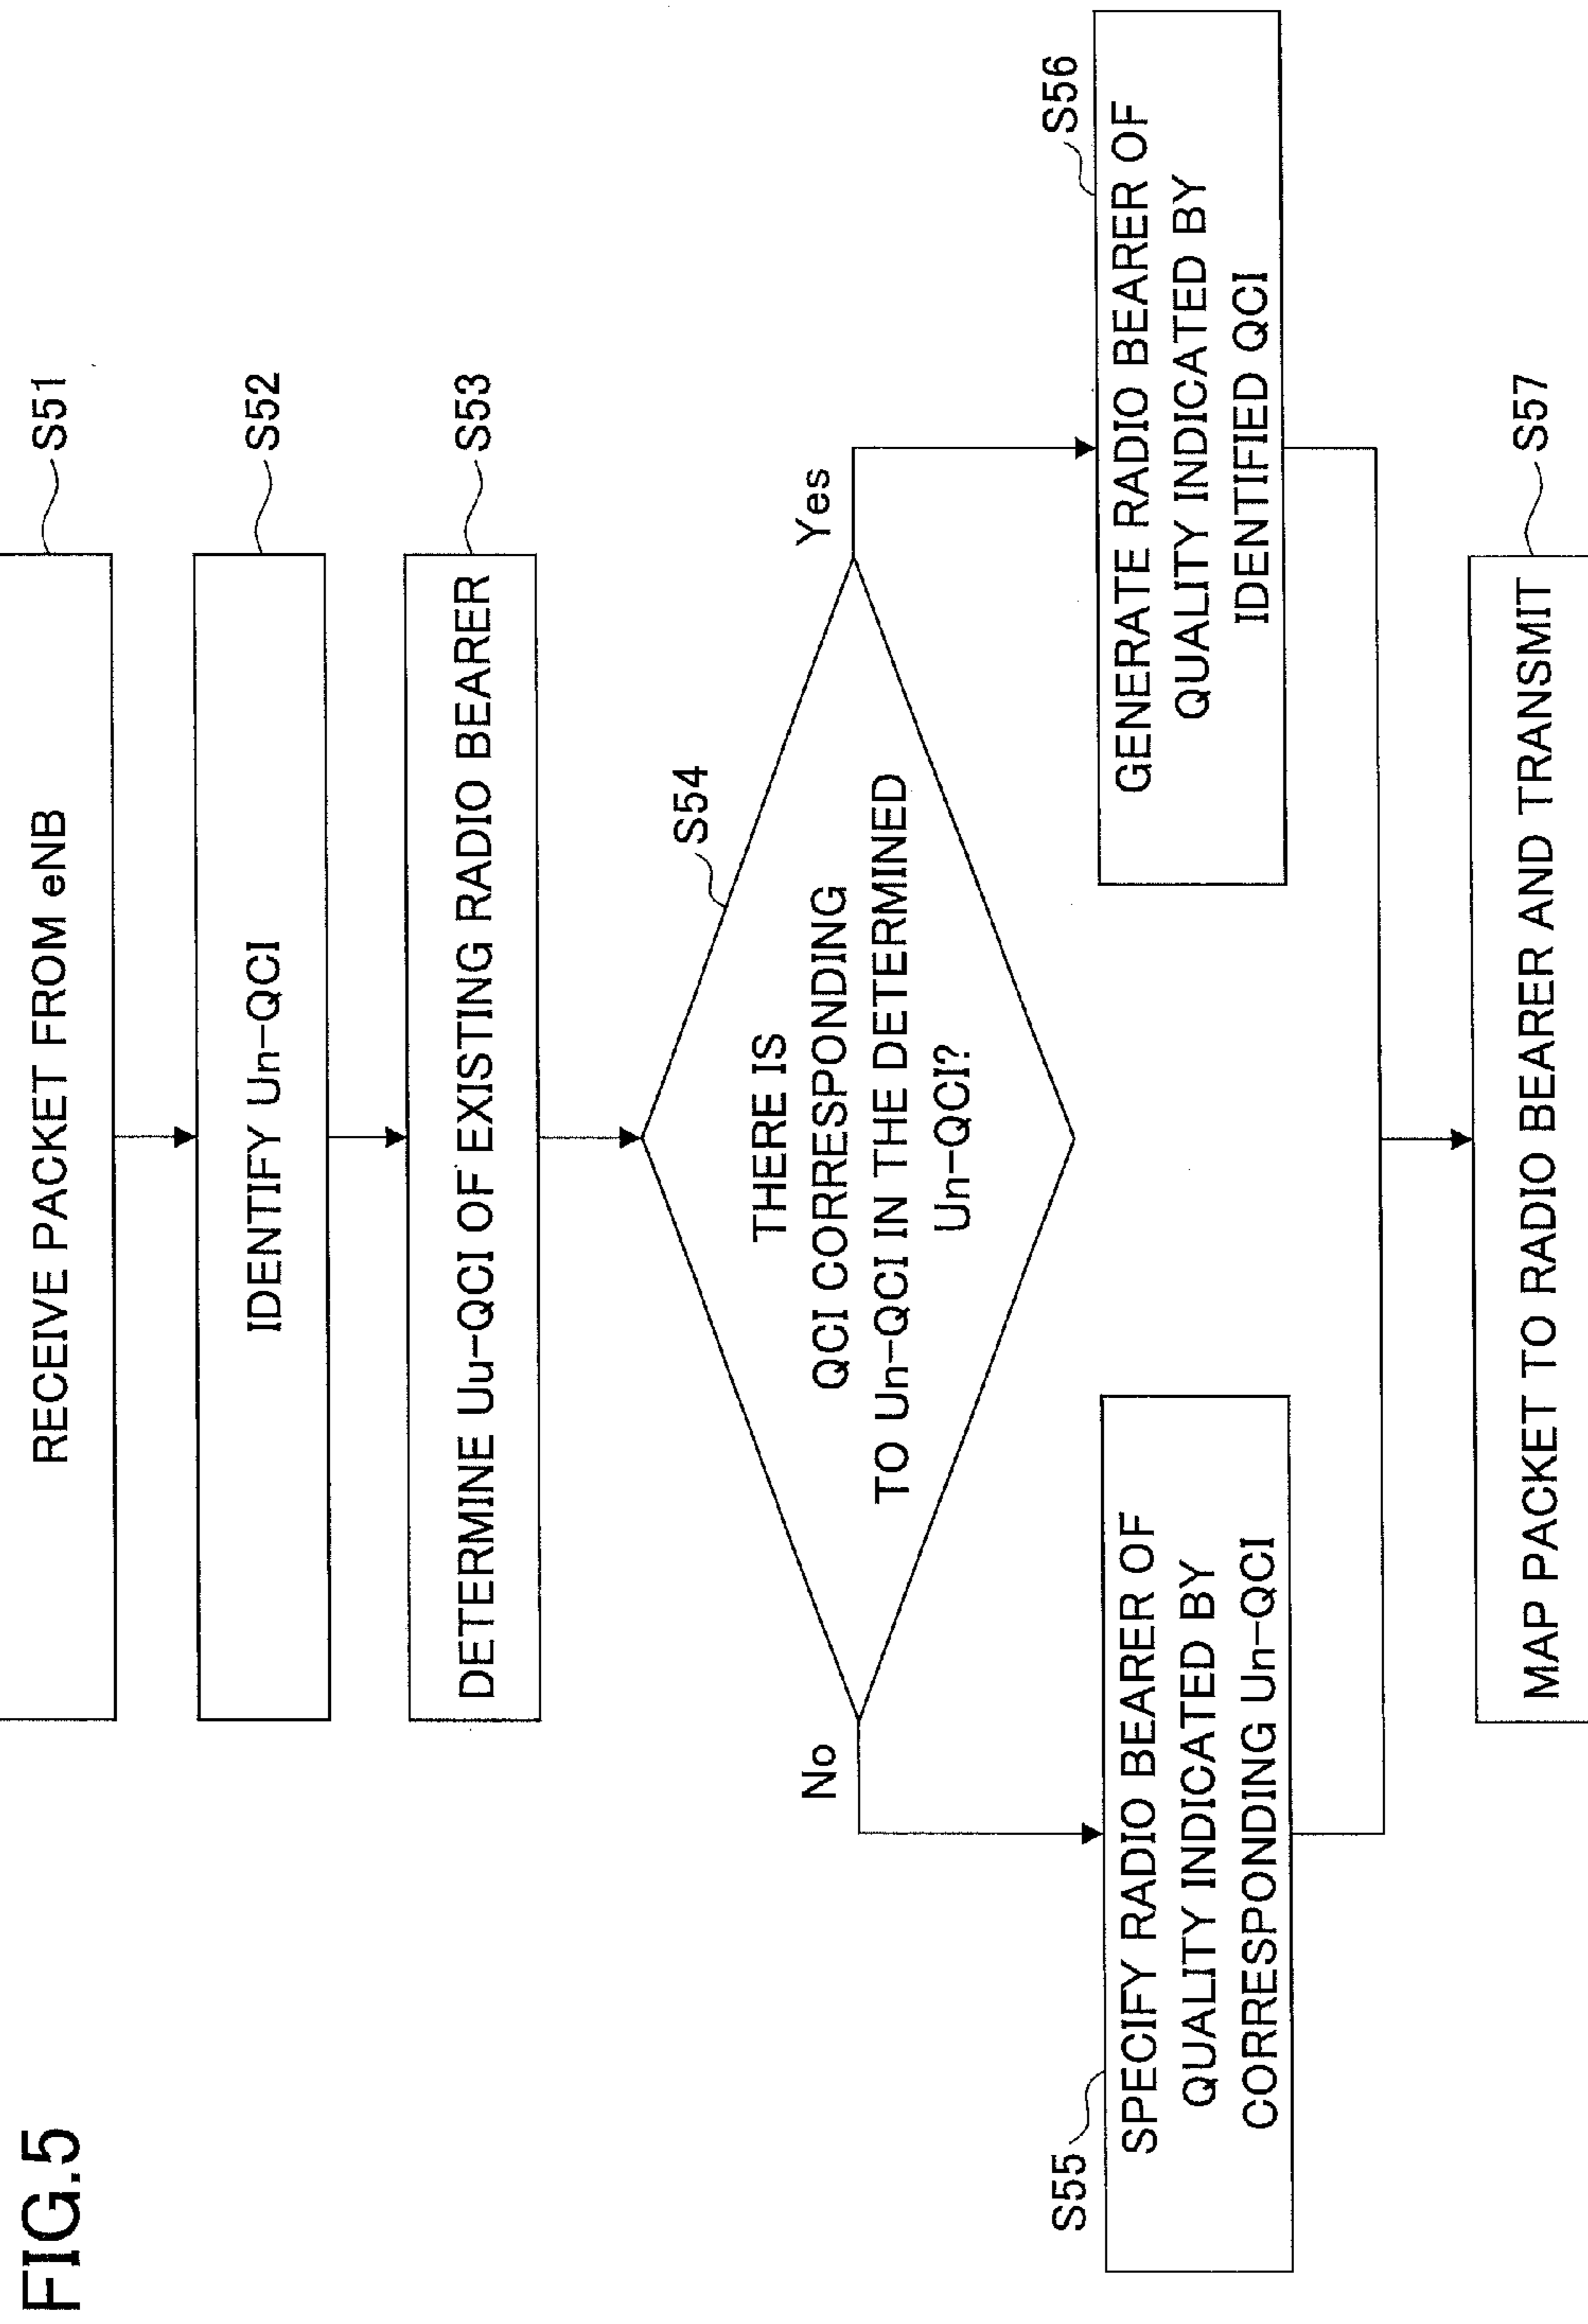 FIG.5
RECEIVE PACKET FROM eNB
S51
IDENTIFY Un-QCI
S52
DETERMINE Uu-QCI OF EXISTING RADIO BEARER
S53
S54
THERE IS
QCI CORRESPONDING
TO Un-QCI IN THE DETERMINED
Un-QCI?
No
Yes
S55
SPECIFY RADIO BEARER OF
QUALITY INDICATED BY
CORRESPONDING Un-QCI
S56
GENERATE RADIO BEARER OF
QUALITY INDICATED BY
IDENTIFIED QCI
MAP PACKET TO RADIO BEARER AND TRANSMIT
S57